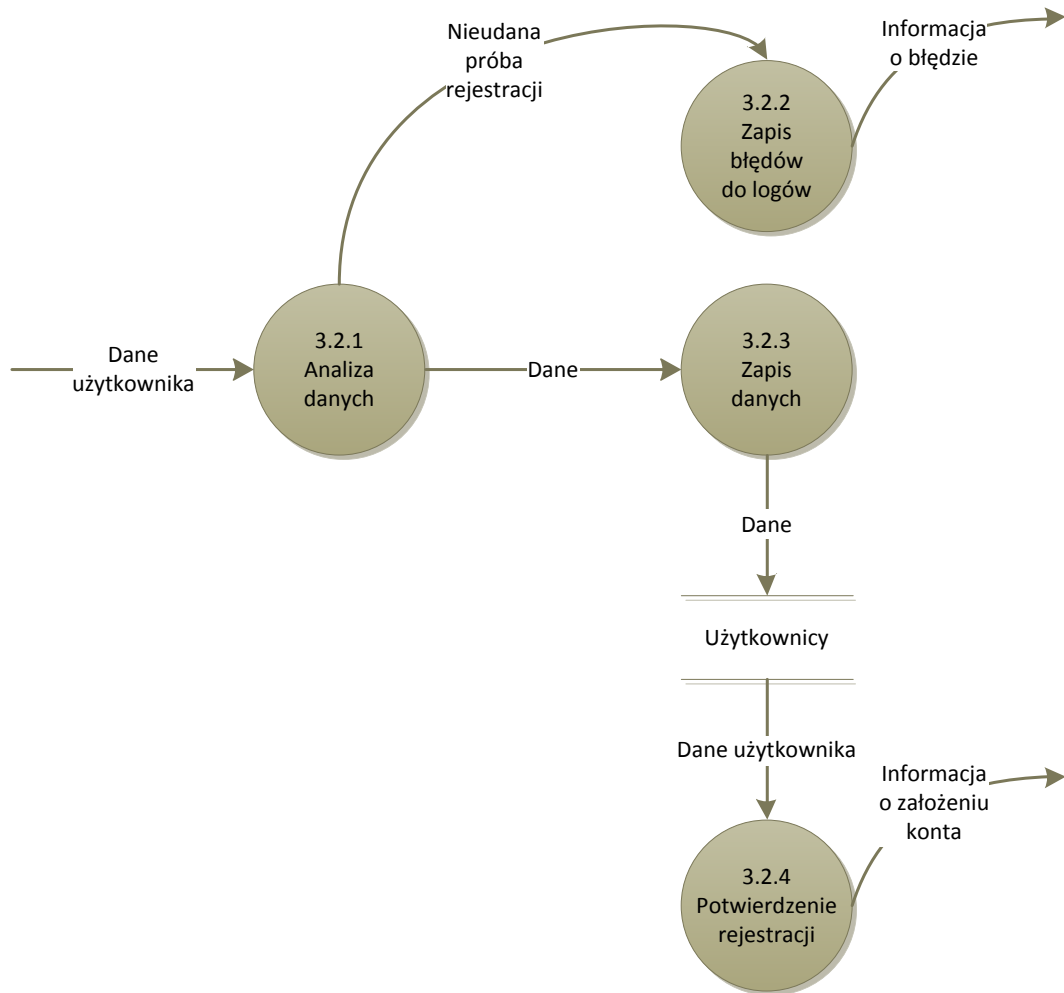 Nieudana
próba
rejestracji
Informacja
o błędzie
3.2.2
Zapis
błędów
do logów
Dane
użytkownika
3.2.1
Analiza
danych
Dane
3.2.3
Zapis
danych
Dane
Użytkownicy
Dane użytkownika
Informacja
o założeniu
konta
3.2.4
Potwierdzenie
rejestracji